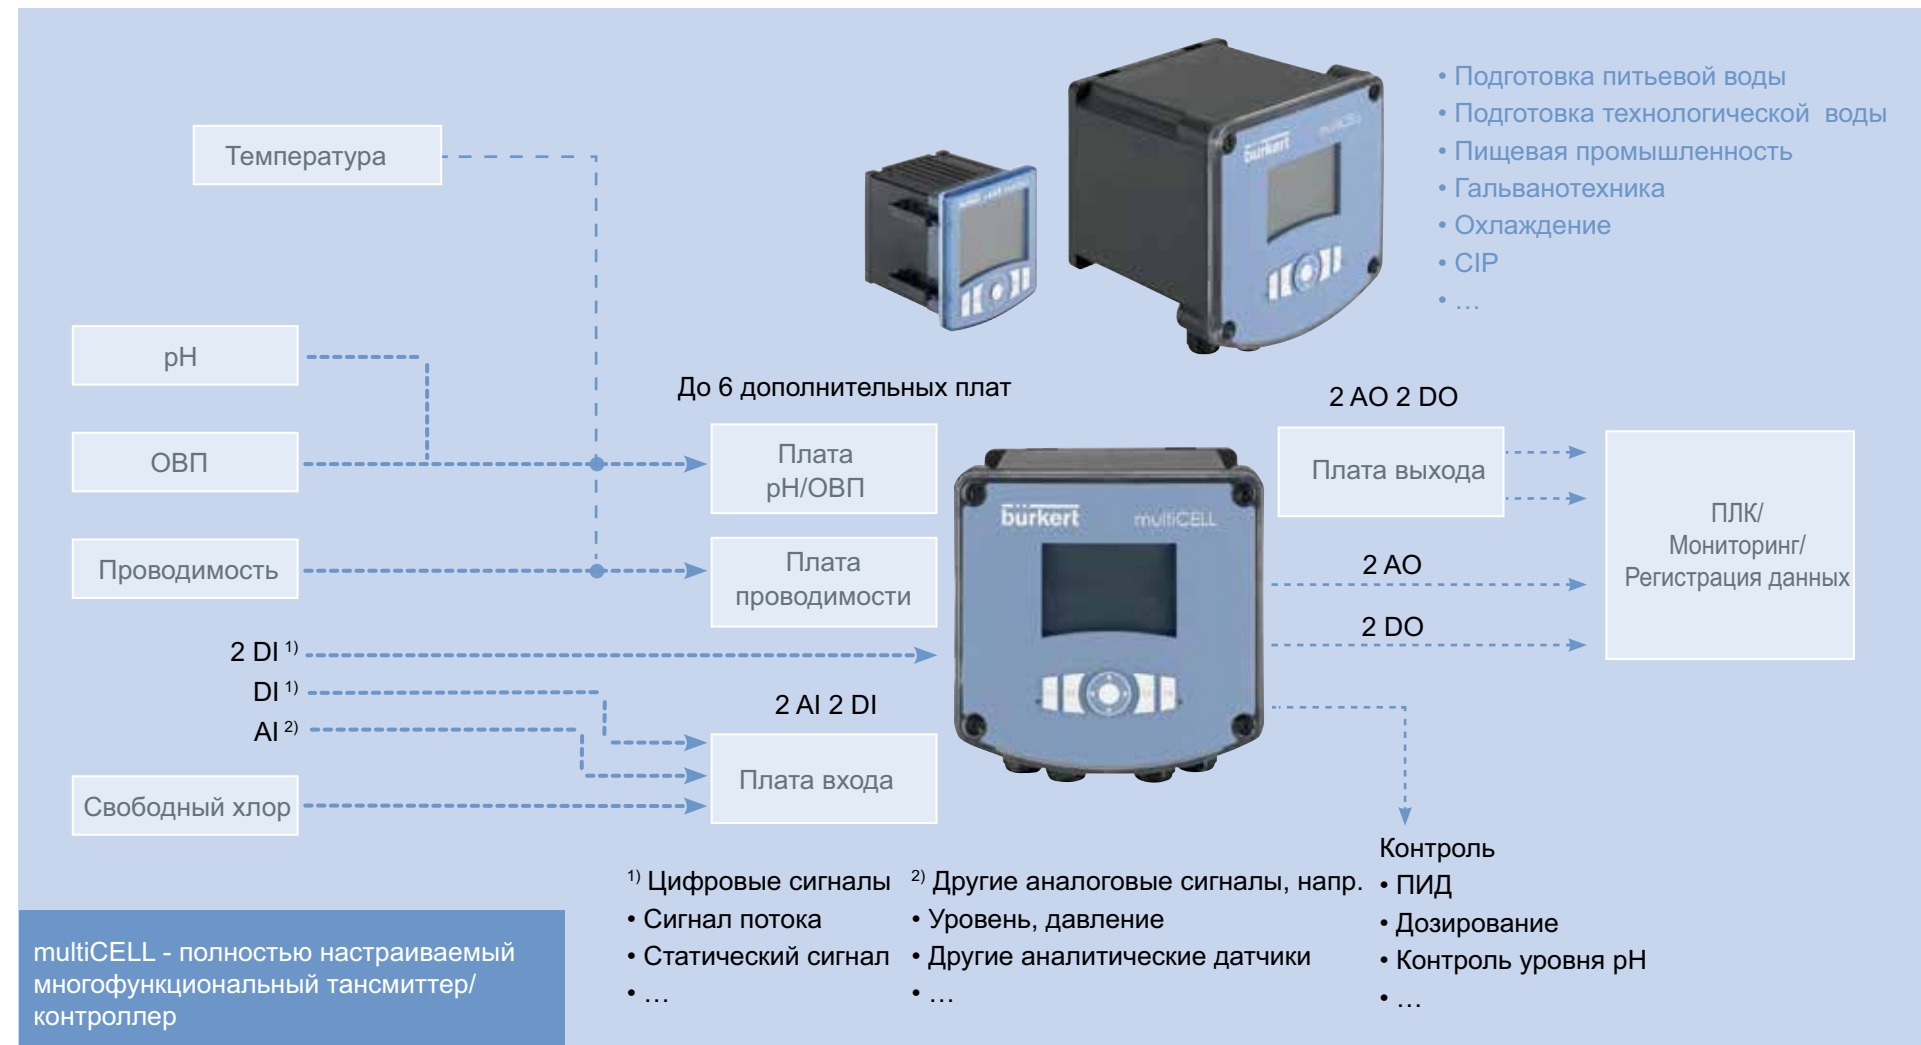 • Подготовка питьевой воды
• Подготовка технологической воды
• Пищевая промышленность
• Гальванотехника
• Охлаждение
• CIP
• …
bürkert
multiCELL
Температура
pH
ОВП
Проводимость
До 6 дополнительных плат
Плата
pH/ОВП
Плата
проводимости
2 DI 1)
DI 1)
AI 2)
Свободный хлор
2 AI 2 DI
Плата входа
bürkert
multiCELL
2 AO 2 DO
Плата выхода
2 AO
2 DO
ПЛК/
Мониторинг/
Регистрация данных
1) Цифровые сигналы
• Сигнал потока
• Статический сигнал
• …
2) Другие аналоговые сигналы, напр.
• Уровень, давление
• Другие аналитические датчики
• …
Контроль
• ПИД
• Дозирование
• Контроль уровня pH
• …
multiCELL - полностью настраиваемый
многофункциональный тансмиттер/
контроллер